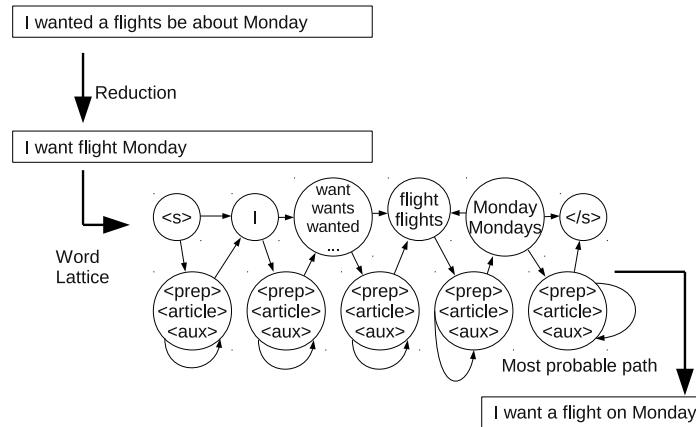 I wanted a flights be about Monday
Reduction
I want flight Monday
Word
Lattice
<s>
I
want
wants
wanted
...
flight
flights
Monday
Mondays
</s>
<prep>
<article>
<aux>
<prep>
<article>
<aux>
<prep>
<article>
<aux>
<prep>
<article>
<aux>
<prep>
<article>
<aux>
Most probable path
I want a flight on Monday